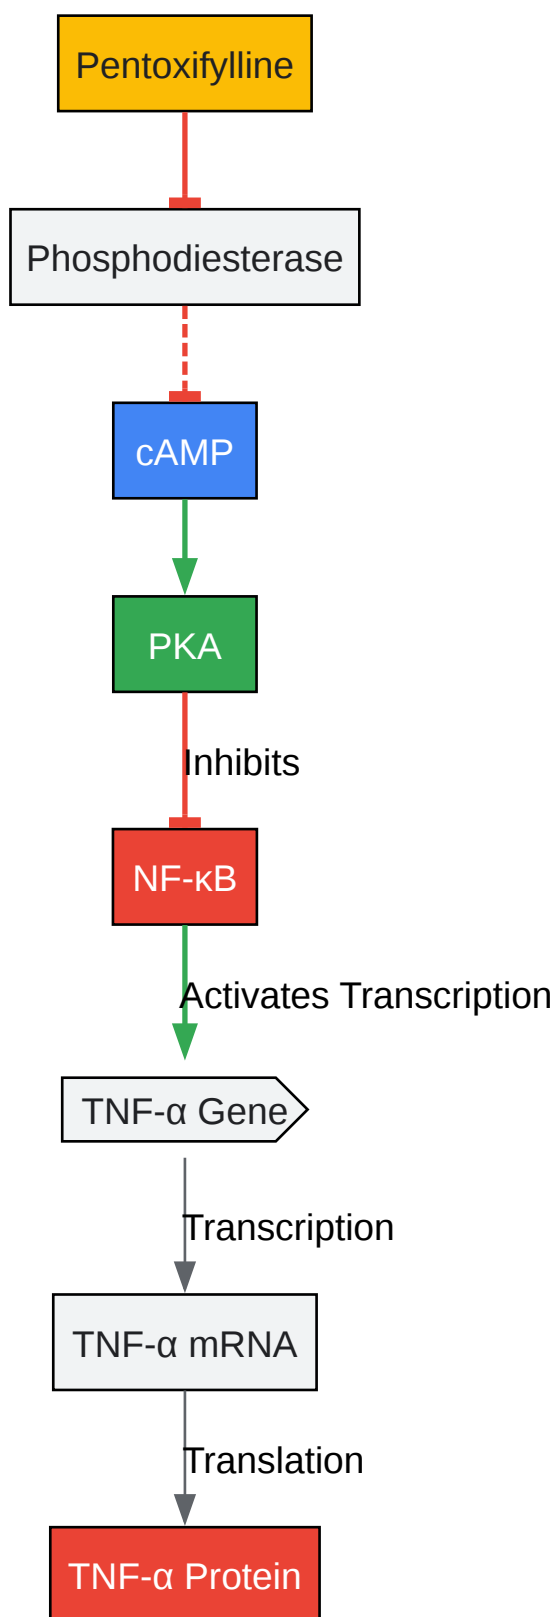 Pentoxifylline
Phosphodiesterase
cAMP
PKA
Inhibits
NF-κB
Activates Transcription
TNF-α Gene
Transcription
TNF-α mRNA
Translation
TNF-α Protein